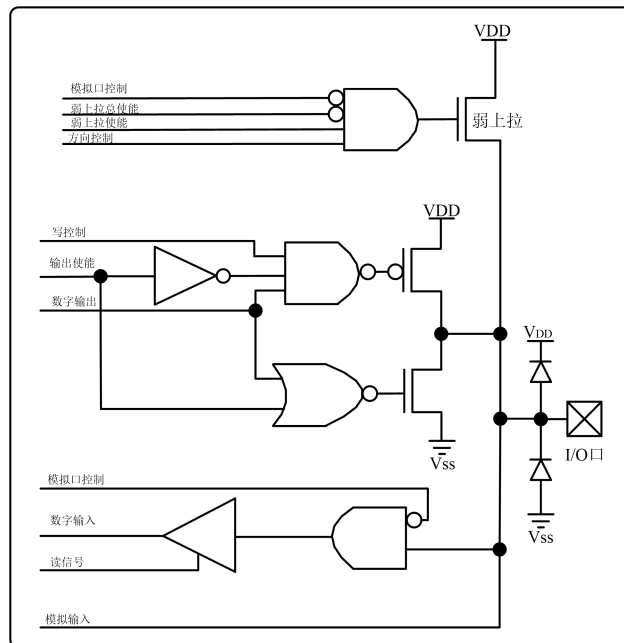 VDD
模拟口控制
弱上拉总使能
弱上拉使能
方向控制
弱上拉
VDD
写控制
输出使能
数字输出
VDD
I/O口
Vss
Vss
模拟口控制
数字输入
读信号
模拟输入